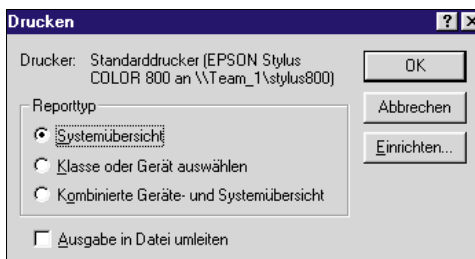 Drucken
Drucker: Standarddrucker (EPSON Stylus
COLOR 800 an \\Team_1\stylus800)
OK
Reporttyp
Abbrechen
Systemübersicht
Einrichten...
Klasse oder Gerät auswählen
Kombinierte Geräte- und Systemübersicht
Ausgabe in Datei umleiten